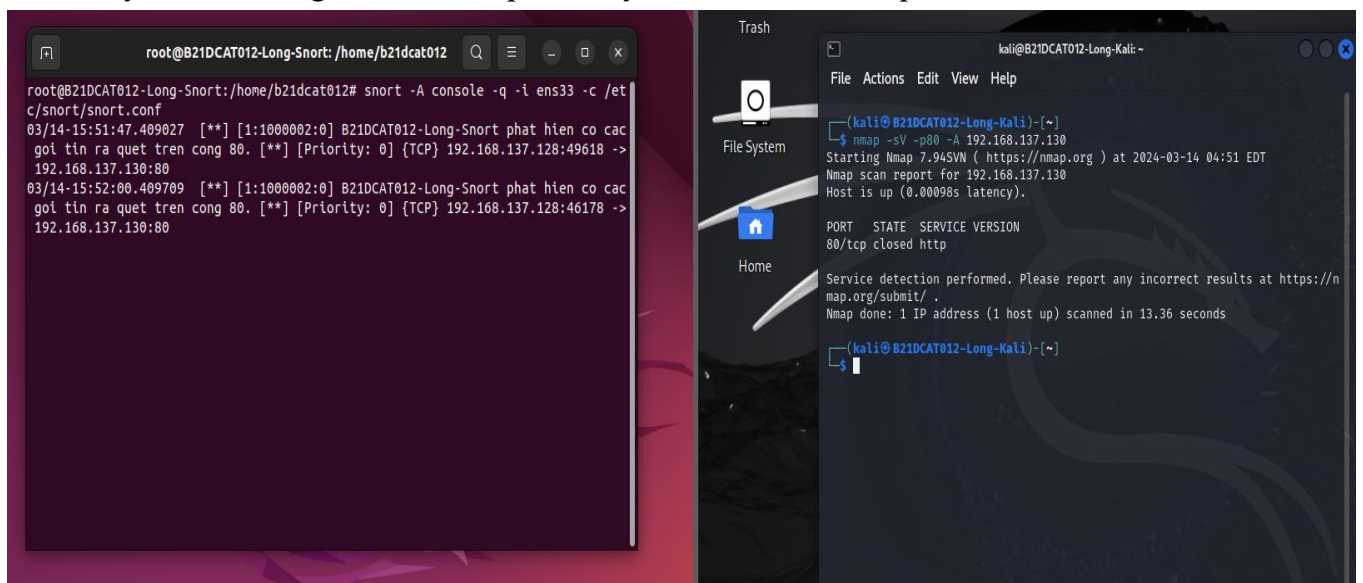 root@B21DCAT012-Long-Snort: /home/b21dcat012
root@B21DCAT012-Long-Snort:/home/b21dcat012# snort -A console -q -i ens33 -c /et
c/snort/snort.conf
03/14-15:51:47.409027  [**] [1:1000002:0] B21DCAT012-Long-Snort phat hien co cac
 goi tin ra quet tren cong 80. [**] [Priority: 0] {TCP} 192.168.137.128:49618 ->
 192.168.137.130:80
03/14-15:52:00.409709  [**] [1:1000002:0] B21DCAT012-Long-Snort phat hien co cac
 goi tin ra quet tren cong 80. [**] [Priority: 0] {TCP} 192.168.137.128:46178 ->
 192.168.137.130:80
Trash
File System
Home
kali@B21DCAT012-Long-Kali: ~
File Actions Edit View Help
(kali㉿B21DCAT012-Long-Kali)-[~]
$ nmap -sV -p80 -A 192.168.137.130
Starting Nmap 7.94SVN ( https://nmap.org ) at 2024-03-14 04:51 EDT
Nmap scan report for 192.168.137.130
Host is up (0.00098s latency).
PORT   STATE  SERVICE VERSION
80/tcp closed http
Service detection performed. Please report any incorrect results at https://n
map.org/submit/ .
Nmap done: 1 IP address (1 host up) scanned in 13.36 seconds
(kali㉿B21DCAT012-Long-Kali)-[~]
$